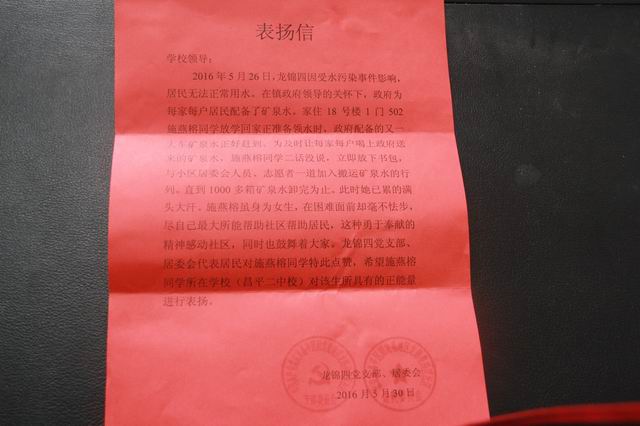 表扬信
学校领导：
2016年5月26日,龙锦四因受水污染事件影响,
居民无法正常用水。在镇政府领导的关怀下，政府为
每家每户居民配备了矿泉水。家住18号楼1门502
施燕榕同学放学回家正准备领水时，政府配备的又一
大车矿泉水正好赶到、为及时让每家每户喝上政府送
来的矿泉水，施燕榕同学二话没说，立即放下书包，
与小区居委会人员、志愿者一道加入搬运矿泉水的行
列。直到1000多箱矿泉水卸完为止。此时她已累的满
头大汗。施燕榕虽身为女生，在困难面前却毫不怯步，
尽自己最大所能帮助社区帮助居民，这种勇于奉献的
精神感动社区，同时也鼓舞着大家。龙锦四党支部、
居委会代表居民对施燕榕同学特此点赞，希望施燕榕
同学所在学校（昌平二中校）对该生所具有的正能量
进行表扬。
龙锦四党支部、居委会
2016年5月30日